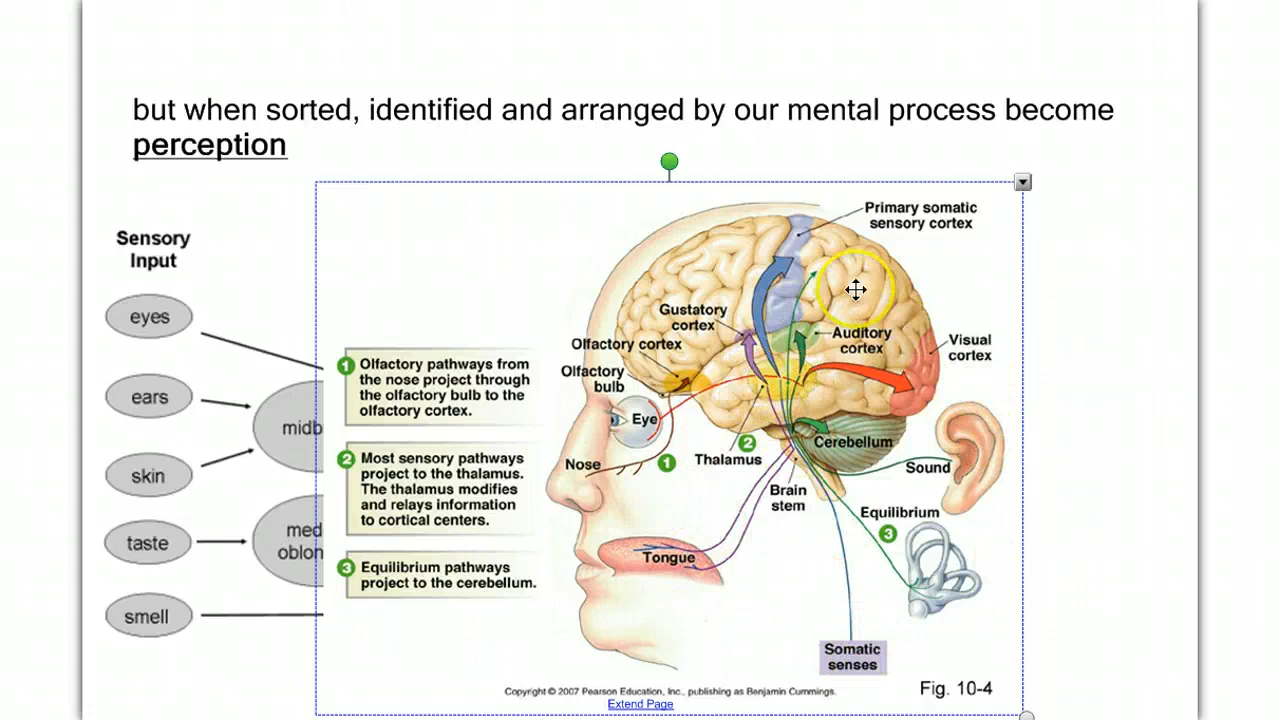 but when sorted, identified and arranged by our mental process become
perception
Sensory
Input
eyes
ears
skin
taste
smell
1 Olfactory pathways from
the nose project through
the olfactory bulb to the
olfactory cortex.
2 Most sensory pathways
project to the thalamus.
The thalamus modifies
and relays information
to cortical centers.
3 Equilibrium pathways
project to the cerebellum.
Primary somatic
sensory cortex
Gustatory
cortex
Olfactory cortex
Olfactory
bulb
Auditory
cortex
Visual
cortex
Eye
Nose
1
2
Thalamus
Cerebellum
Sound
Brain
stem
Equilibrium
3
Tongue
Somatic
senses
midb
med
oblon
Fig. 10-4
Copyright © 2007 Pearson Education, Inc., publishing as Benjamin Cummings.
Extend Page